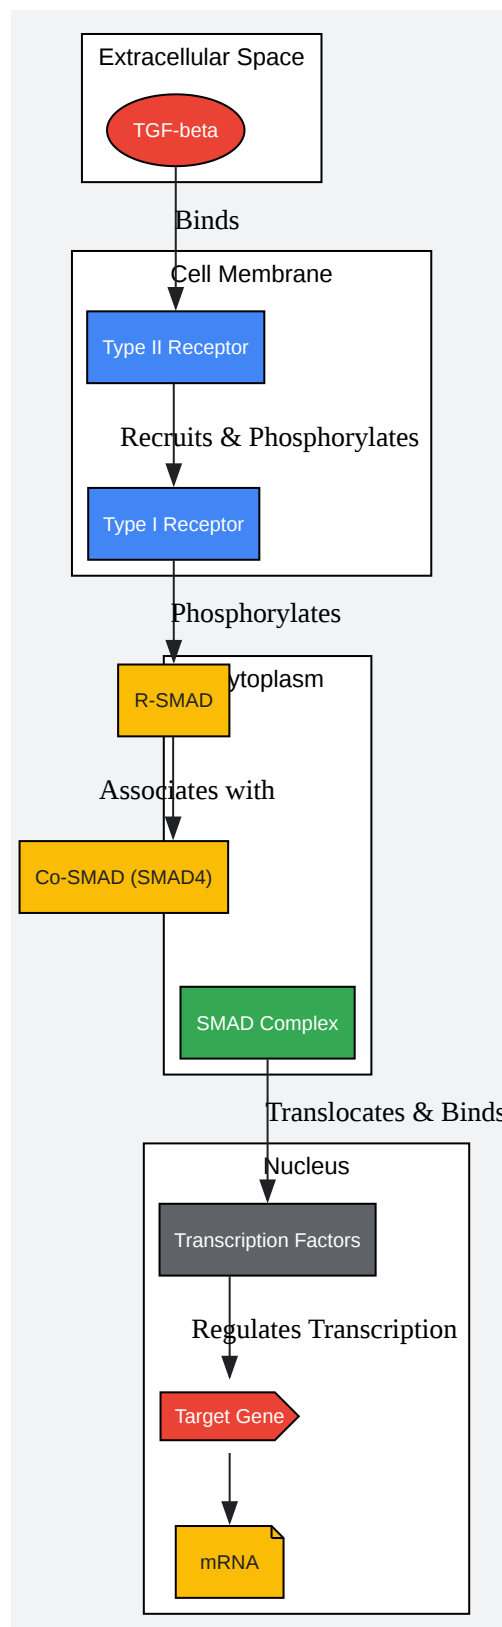 Extracellular Space
TGF-beta
Binds
Cell Membrane
Type II Receptor
Recruits & Phosphorylates
Type I Receptor
Phosphorylates
ytoplasm
R-SMAD
Associates with
Co-SMAD (SMAD4)
SMAD Complex
Translocates & Binds
Nucleus
Transcription Factors
Regulates Transcription
Target Gene
mRNA